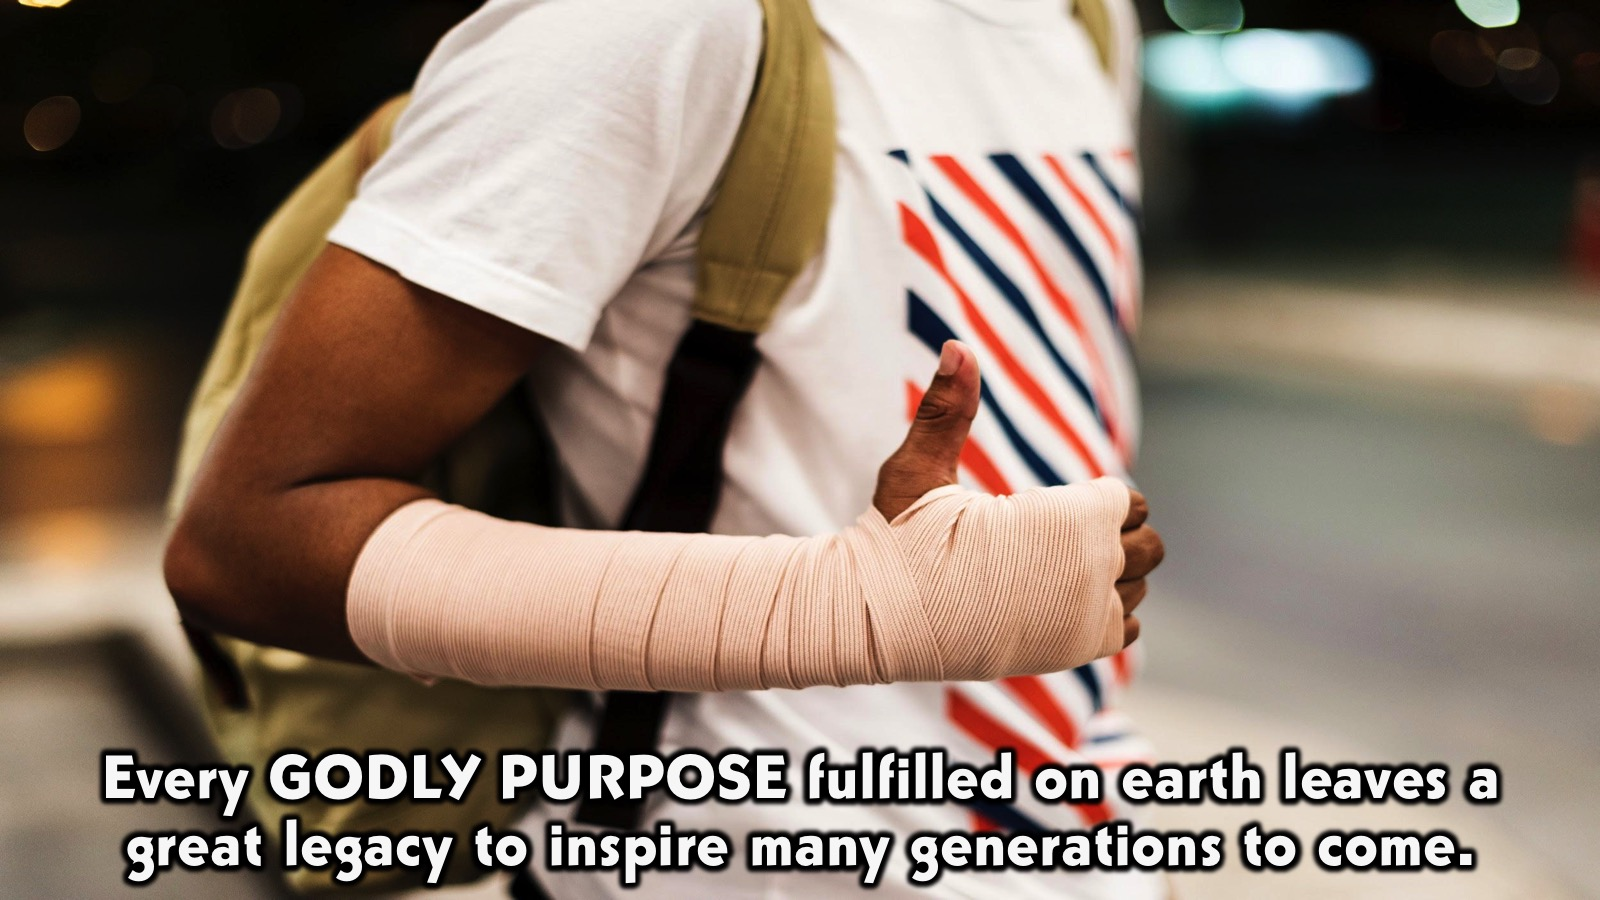 Every GODLY PURPOSE fulfilled on earth leaves a
great legacy to inspire many generations to come.